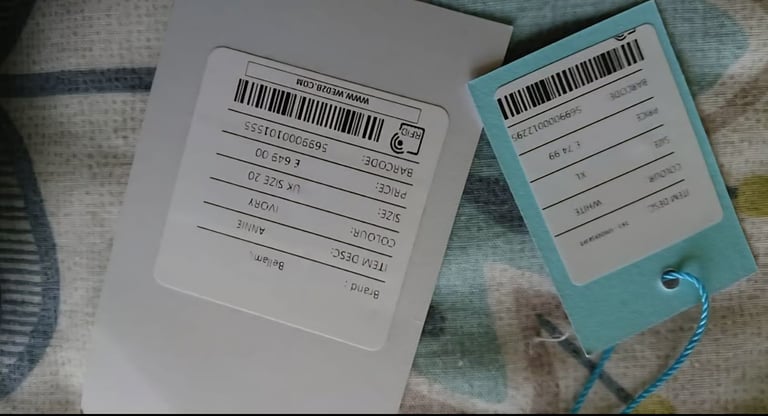 Brand :
Bellami,
ITEM DESC:
ANNIE
COLOUR:
IVORY
SIZE:
UK SIZE 20
PRICE:
£ 649 00
BARCODE:
5699000101555
RFID
WWW.WED2B.COM
ITEM DESC:
COLOUR
WHITE
SIZE
XL
PRICE
£ 74 99
BARCODE
5699000012295